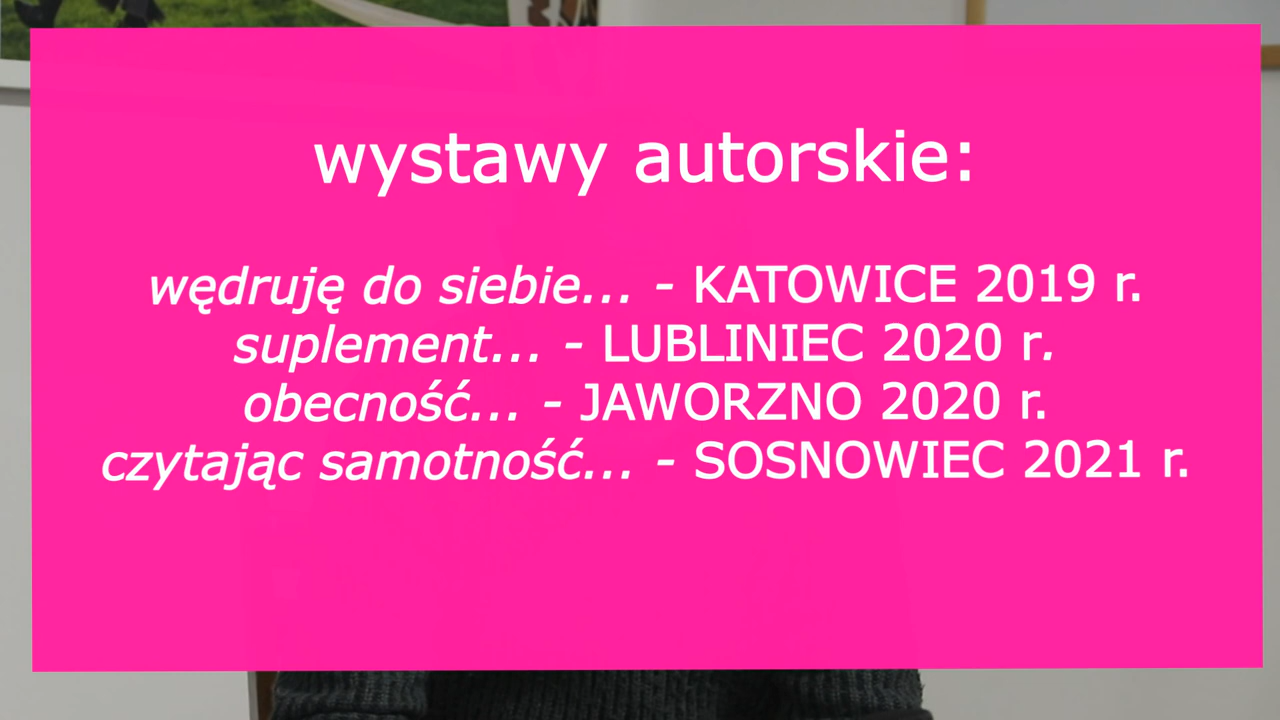 wystawy autorskie:
wędruję do siebie... - KATOWICE 2019 r.
suplement... - LUBLINIEC 2020 r.
obecność... - JAWORZNO 2020 r.
czytając samotność... - SOSNOWIEC 2021 r.